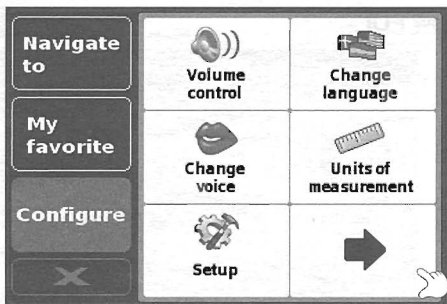 Navigate
to
My
favorite
Configure
Volume
control
Change
language
Change
voice
Units of
measurement
Setup